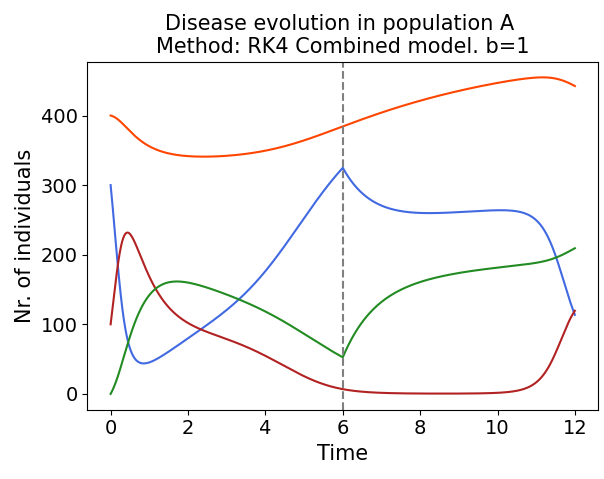 Disease evolution in population A
Method: RK4 Combined model. b=1
Nr. of individuals
400
300
200
100
0
0 2 4 6 8 10 12
Time